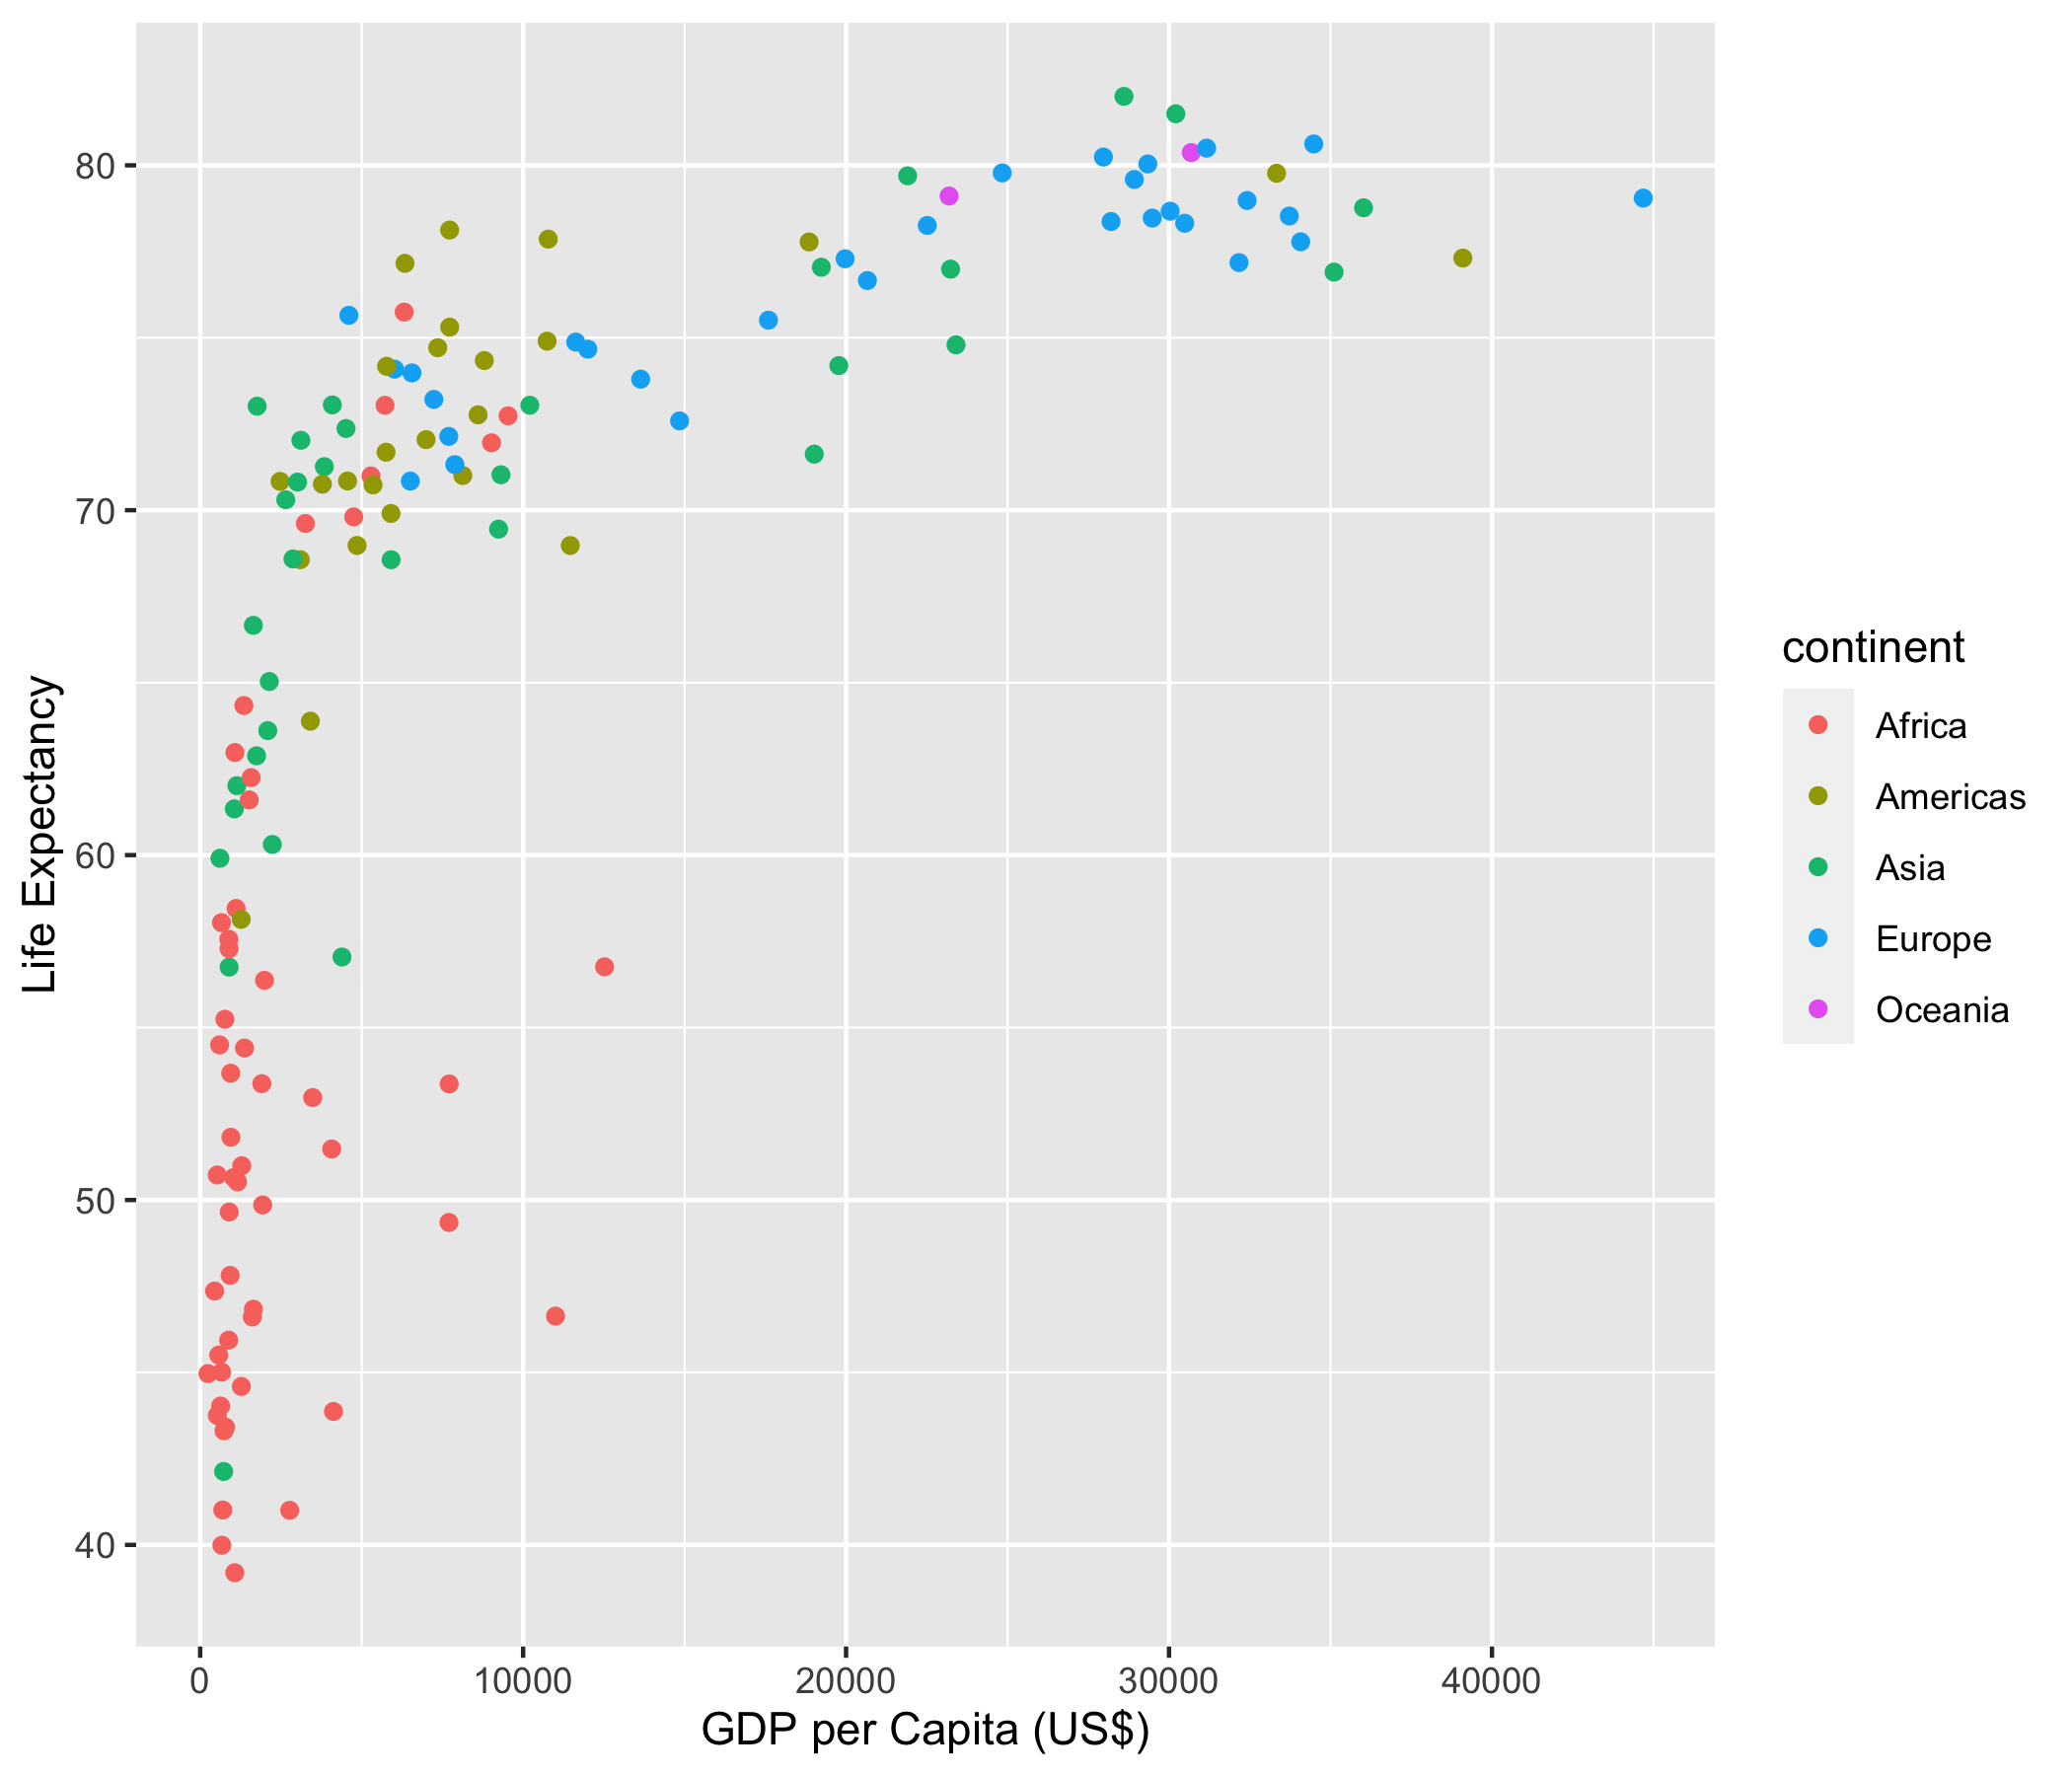 Life Expectancy
80
70
60
50
40
0 10000 20000 30000 40000
GDP per Capita (US$)
continent
Africa
Americas
Asia
Europe
Oceania